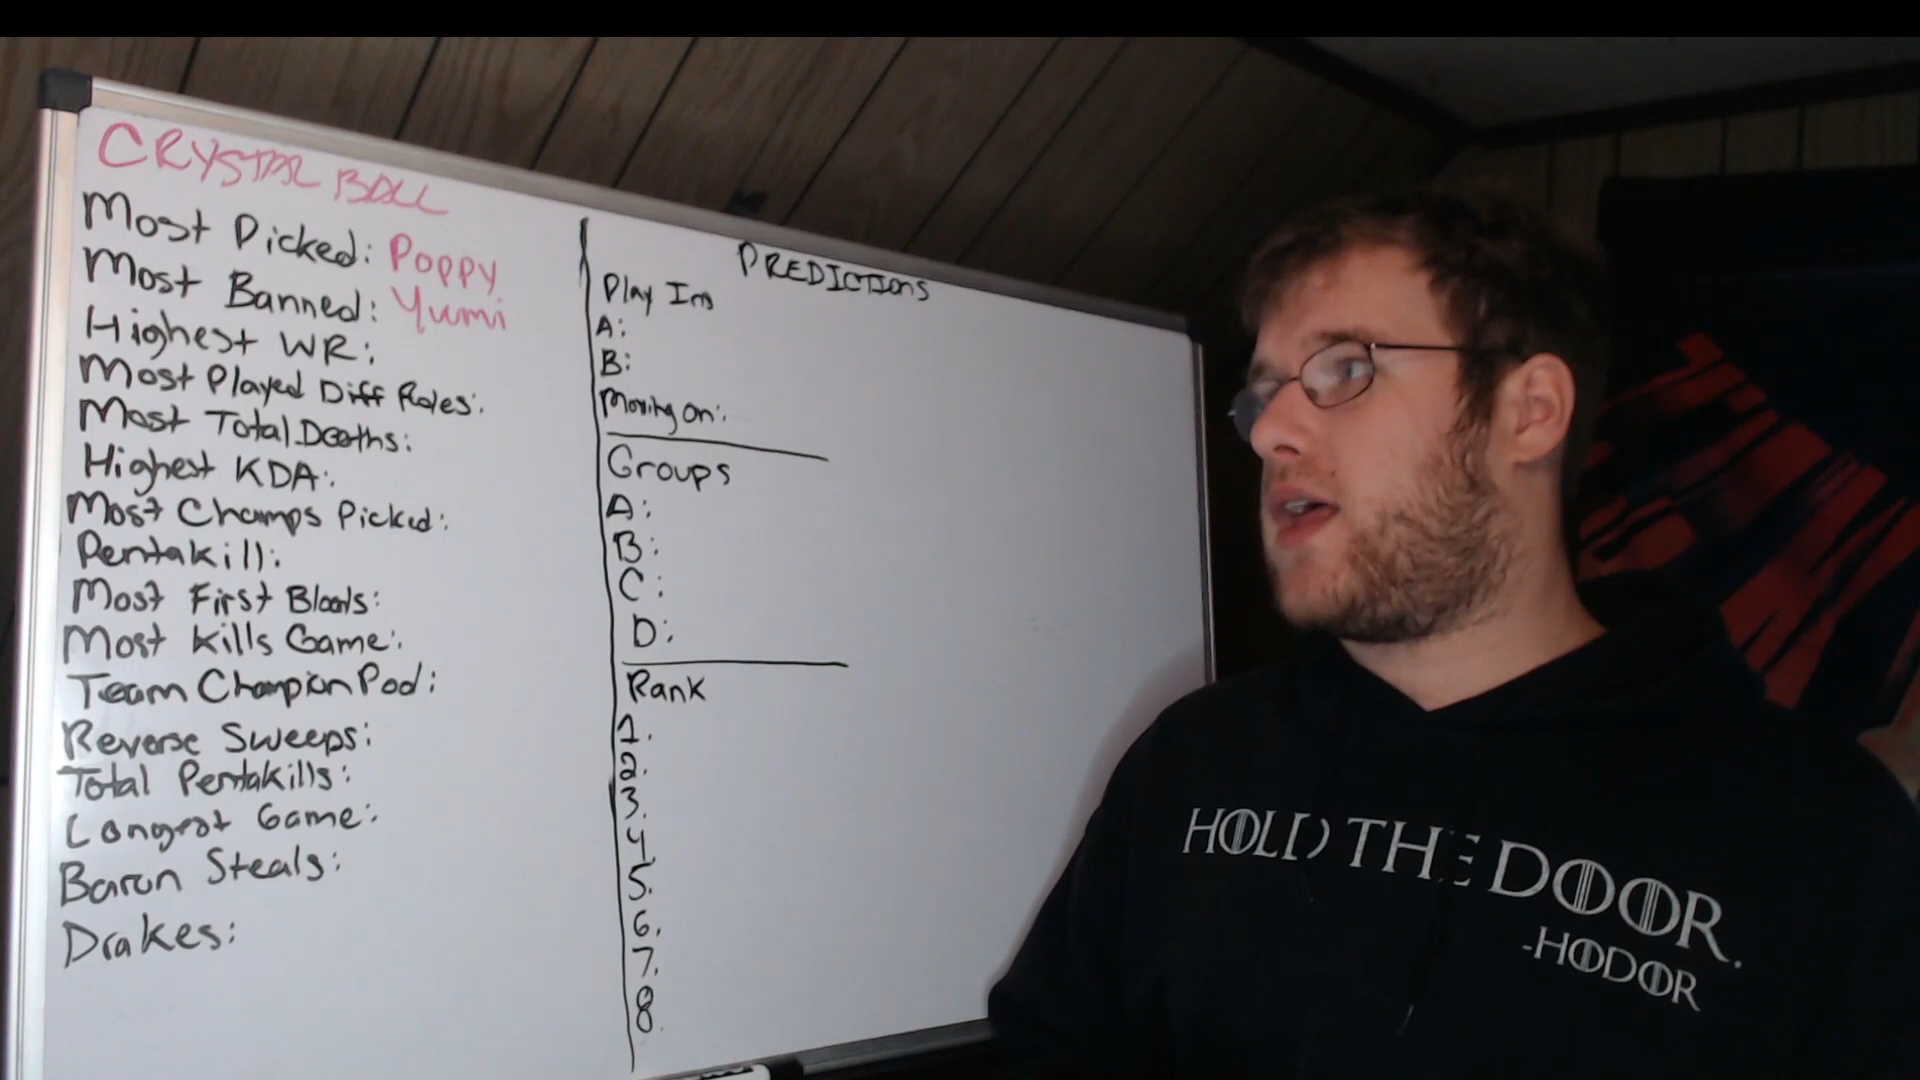 CRYSTAL BALL
Most Picked: Poppy
Most Banned: Yumi
Highest WR:
Most Played Diff Roles:
Most Total Deaths:
Highest KDA:
Most Champs Picked:
Pentakill:
Most First Bloods:
Most Kills Game:
Team Champion Pod:
Reverse Sweeps:
Total Pentakills:
Longest Game:
Baron Steals:
Drakes:
PREDICTIONS
Play Ins
A:
B:
Moving on:
Groups
A:
B:
C:
D:
Rank
1.
2.
3.
4.
5.
6.
7.
8.
HOLD THE DOOR.
-HODOR